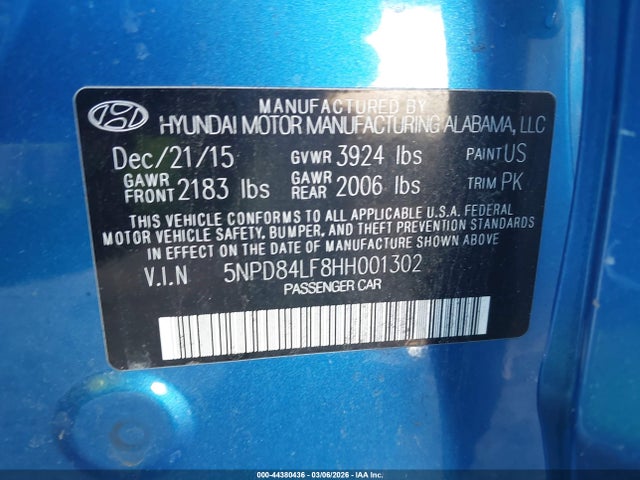 MANUFACTURED BY
HYUNDAI MOTOR MANUFACTURING ALABAMA, LLC
Dec/21/15 GVWR 3924 lbs PAINT US
GAWR FRONT 2183 lbs GAWR REAR 2006 lbs TRIM PK
THIS VEHICLE CONFORMS TO ALL APPLICABLE U.S.A. FEDERAL
MOTOR VEHICLE SAFETY, BUMPER, AND THEFT PREVENTION STANDARDS
IN EFFECT ON THE DATE OF MANUFACTURE SHOWN ABOVE
V.I.N 5NPD84LF8HH001302
PASSENGER CAR
000-44380436 - 03/06/2026 - IAAI.COM